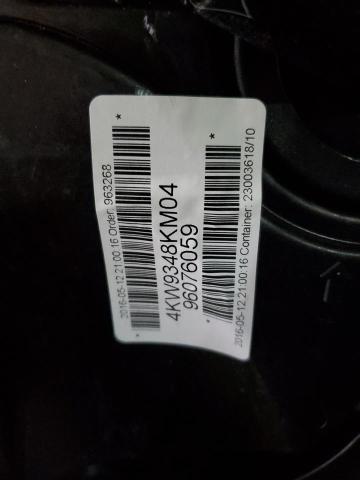 *
2016-05-12 21:00:16 Order: 963268
4KW9348KM04
96076059
*
2016-05-12 21:00:16 Container: 23003618/10